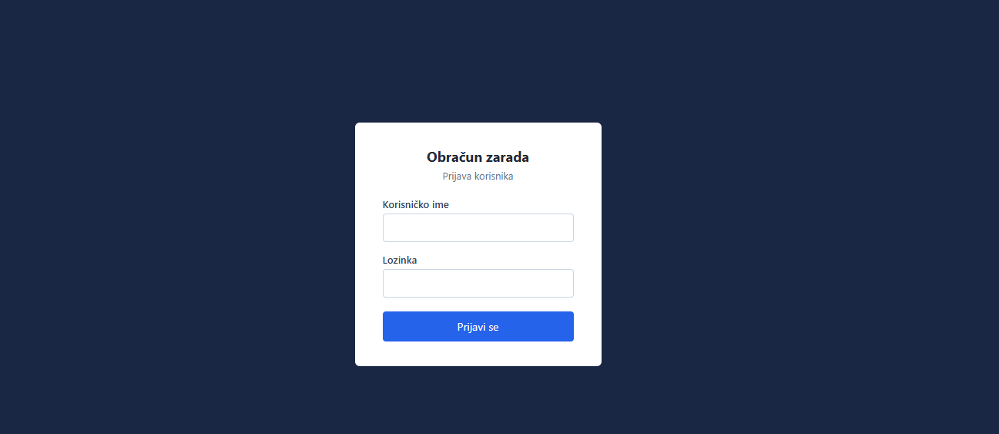 Obračun zarada
Prijava korisnika
Korisničko ime
Lozinka
Prijavi se